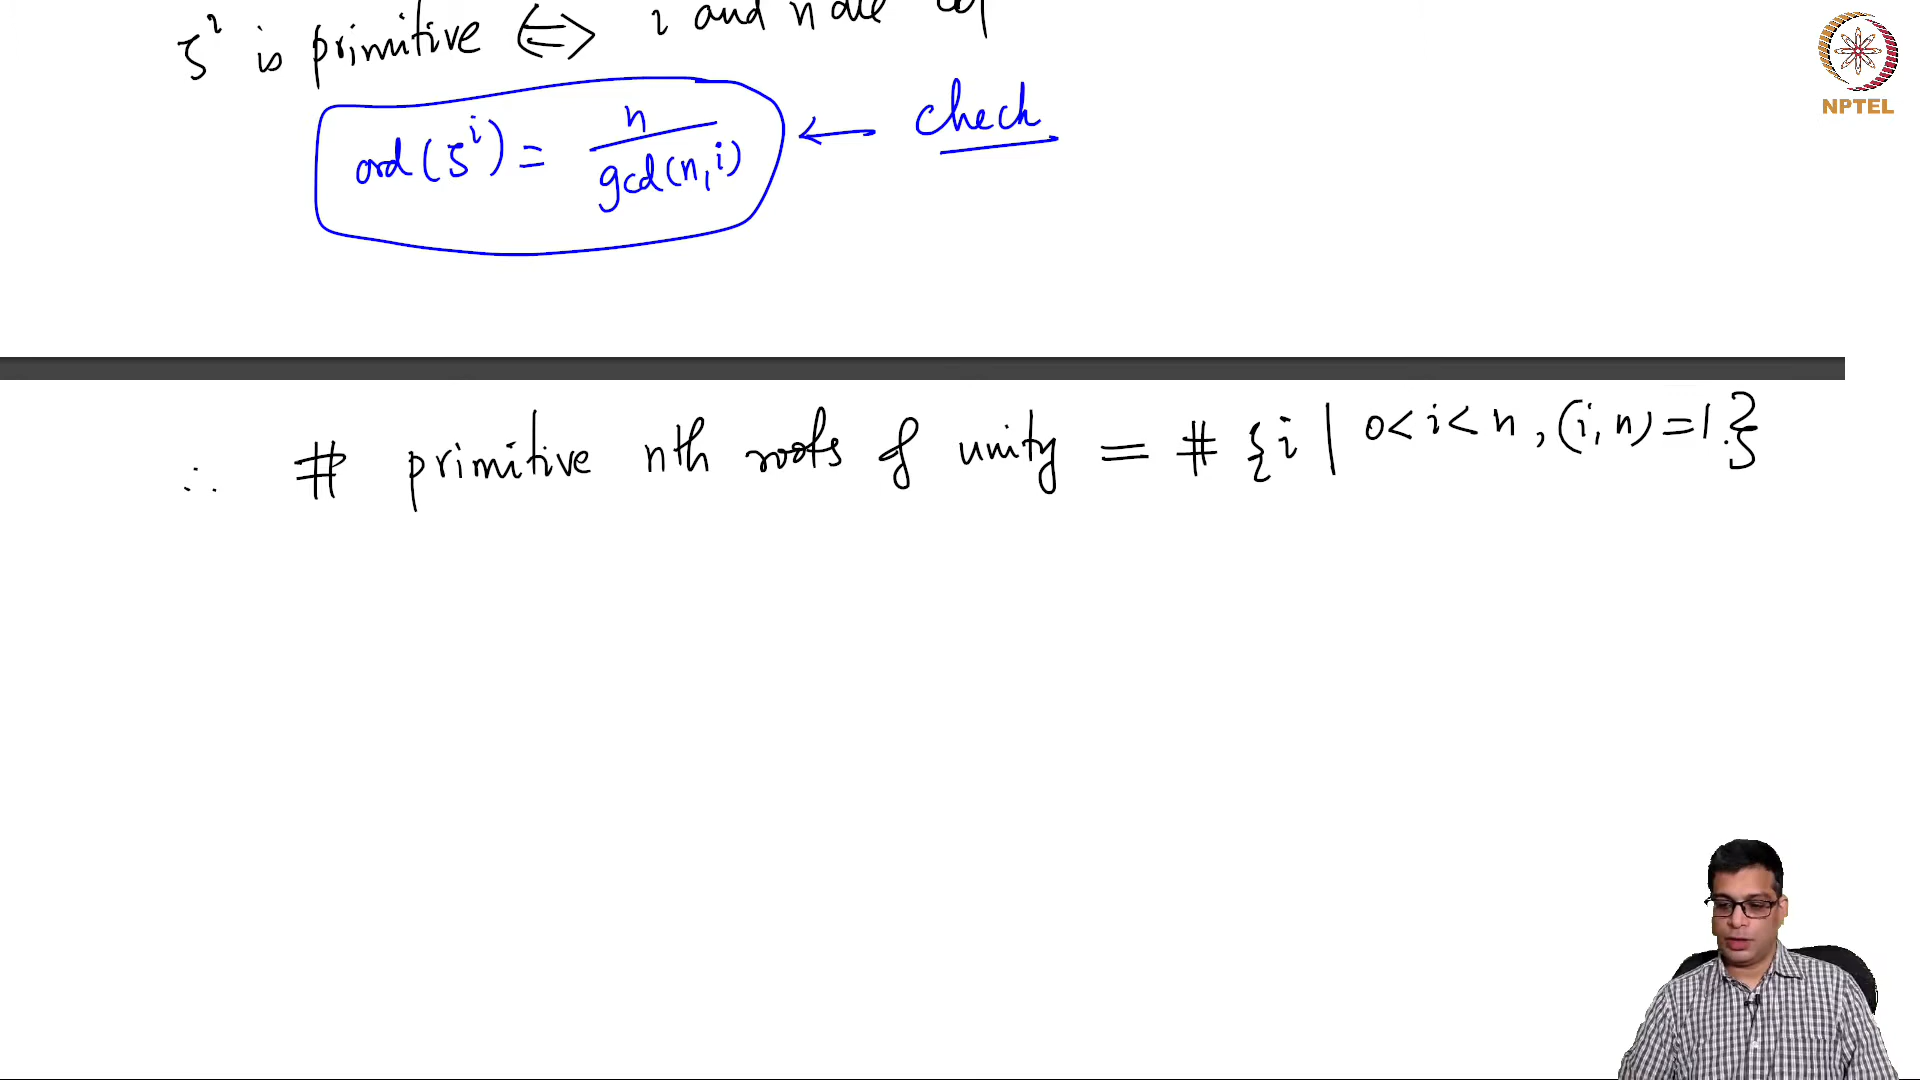 ζ^i is primitive ⟺ i and n are
ord(ζ^i) = n / gcd(n,i) ← check
NPTEL
∴ # primitive nth roots of unity = # {i | 0 < i < n, (i, n) = 1.}